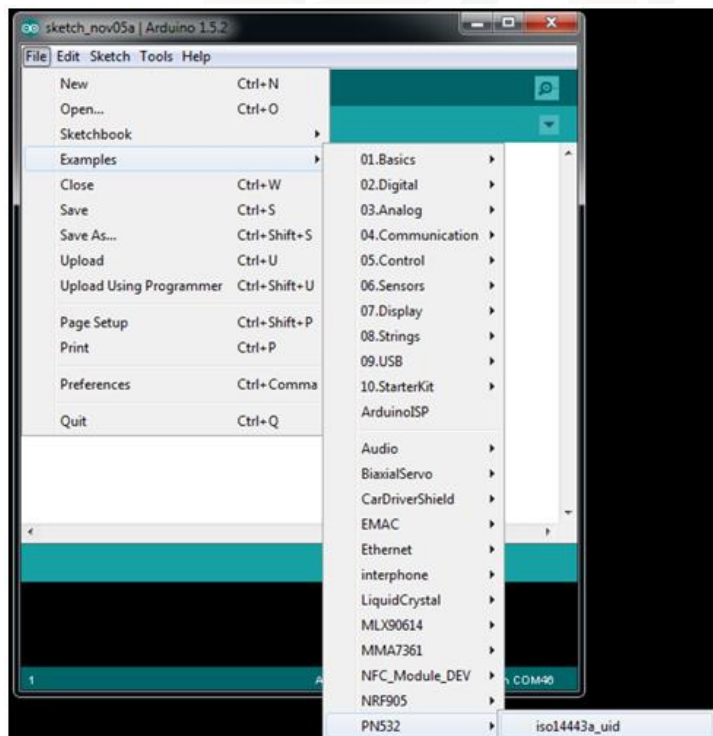 sketch_nov05a | Arduino 1.5.2
File Edit Sketch Tools Help
New Ctrl+N
Open... Ctrl+O
Sketchbook
Examples
Close Ctrl+W
Save Ctrl+S
Save As... Ctrl+Shift+S
Upload Ctrl+U
Upload Using Programmer Ctrl+Shift+U
Page Setup Ctrl+Shift+P
Print Ctrl+P
Preferences Ctrl+Comma
Quit Ctrl+Q
01.Basics
02.Digital
03.Analog
04.Communication
05.Control
06.Sensors
07.Display
08.Strings
09.USB
10.StarterKit
ArduinoISP
Audio
BiaxialServo
CarDriverShield
EMAC
Ethernet
interphone
LiquidCrystal
MLX90614
MMA7361
NFC_Module_DEV
NRF905
PN532
iso14443a_uid
1 COM46